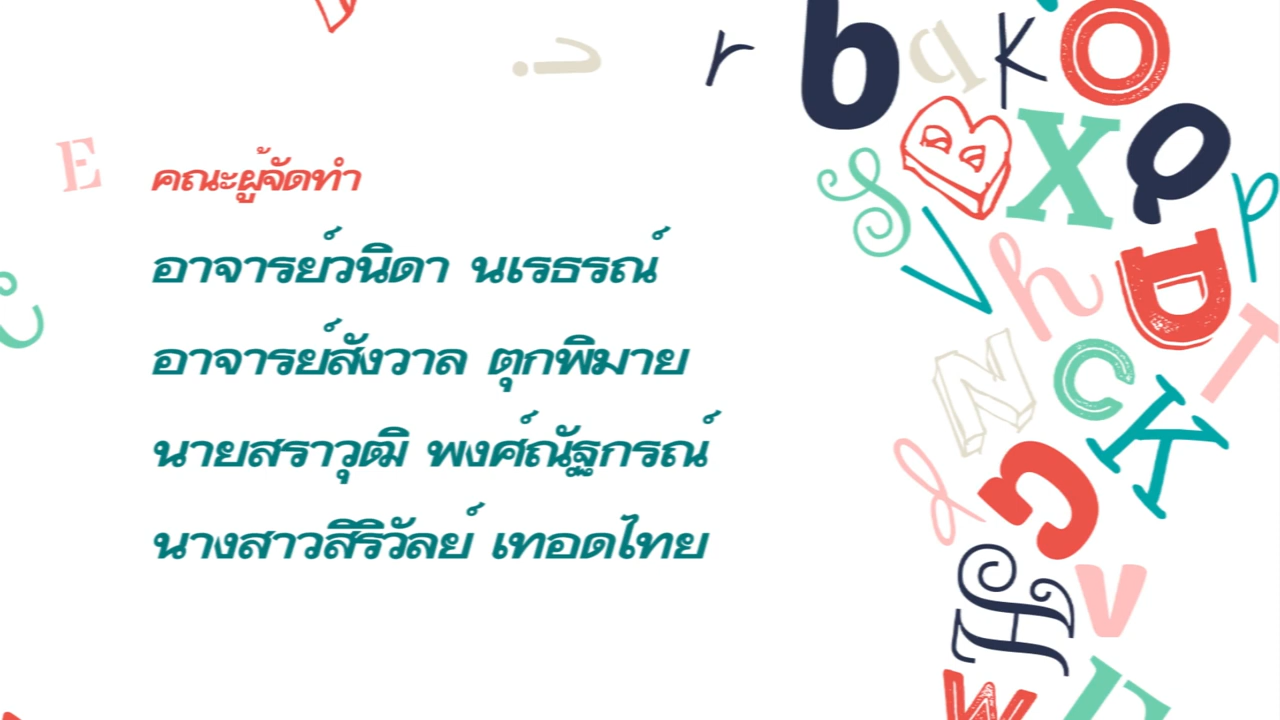 คณะผู้จัดทำ
อาจารย์วนิดา นเรธรณ์
อาจารย์สังวาล ตุกพิมาย
นายสราวุฒิ พงศ์ณัฐกรณ์
นางสาวสิริวัลย์ เทอดไทย